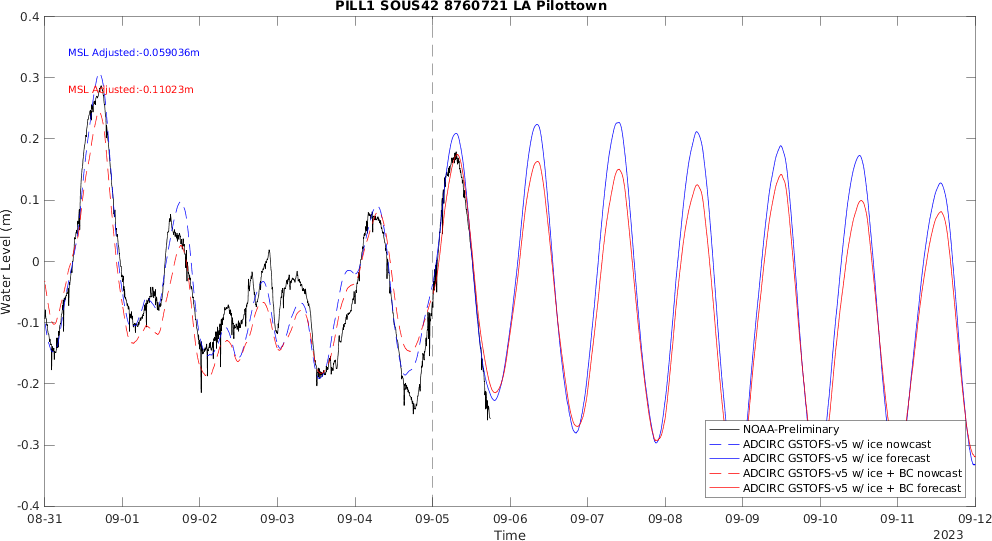 PILL1 SOUS42 8760721 LA Pilottown
MSL Adjusted:-0.059036m
MSL Adjusted:-0.11023m
Water Level (m)
0.4
0.3
0.2
0.1
0
-0.1
-0.2
-0.3
-0.4
NOAA-Preliminary
ADCIRC GSTOFS-v5 w/ ice nowcast
ADCIRC GSTOFS-v5 w/ ice forecast
ADCIRC GSTOFS-v5 w/ ice + BC nowcast
ADCIRC GSTOFS-v5 w/ ice + BC forecast
08-31 09-01 09-02 09-03 09-04 09-05 09-06 09-07 09-08 09-09 09-10 09-11 09-12
Time
2023